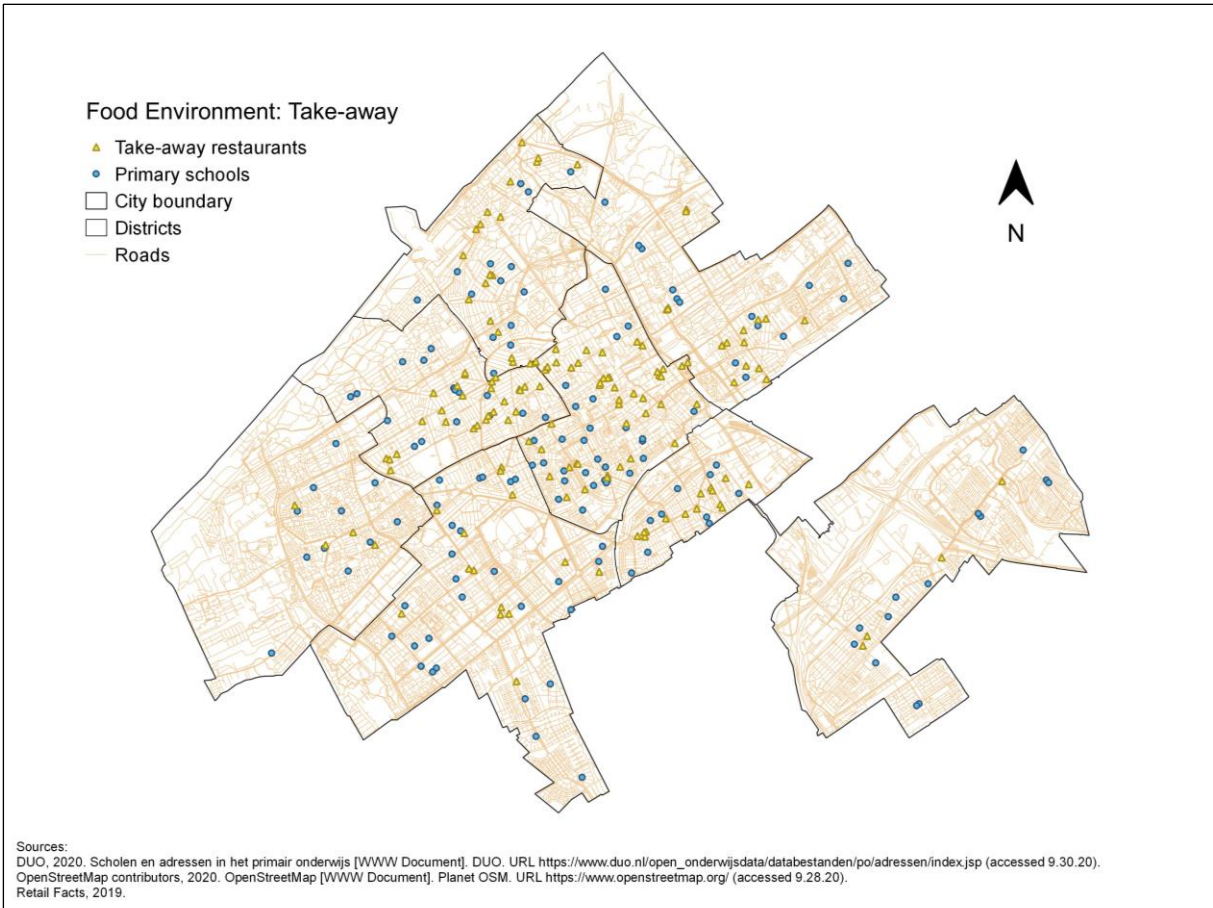 Food Environment: Take-away
Take-away restaurants
Primary schools
City boundary
Districts
Roads
N
Sources:
DUO, 2020. Scholen en adressen in het primair onderwijs [WWW Document]. DUO. URL https://www.duo.nl/open_onderwijsdata/databestanden/po/adressen/index.jsp (accessed 9.30.20).
OpenStreetMap contributors, 2020. OpenStreetMap [WWW Document]. Planet OSM. URL https://www.openstreetmap.org/ (accessed 9.28.20).
Retail Facts, 2019.